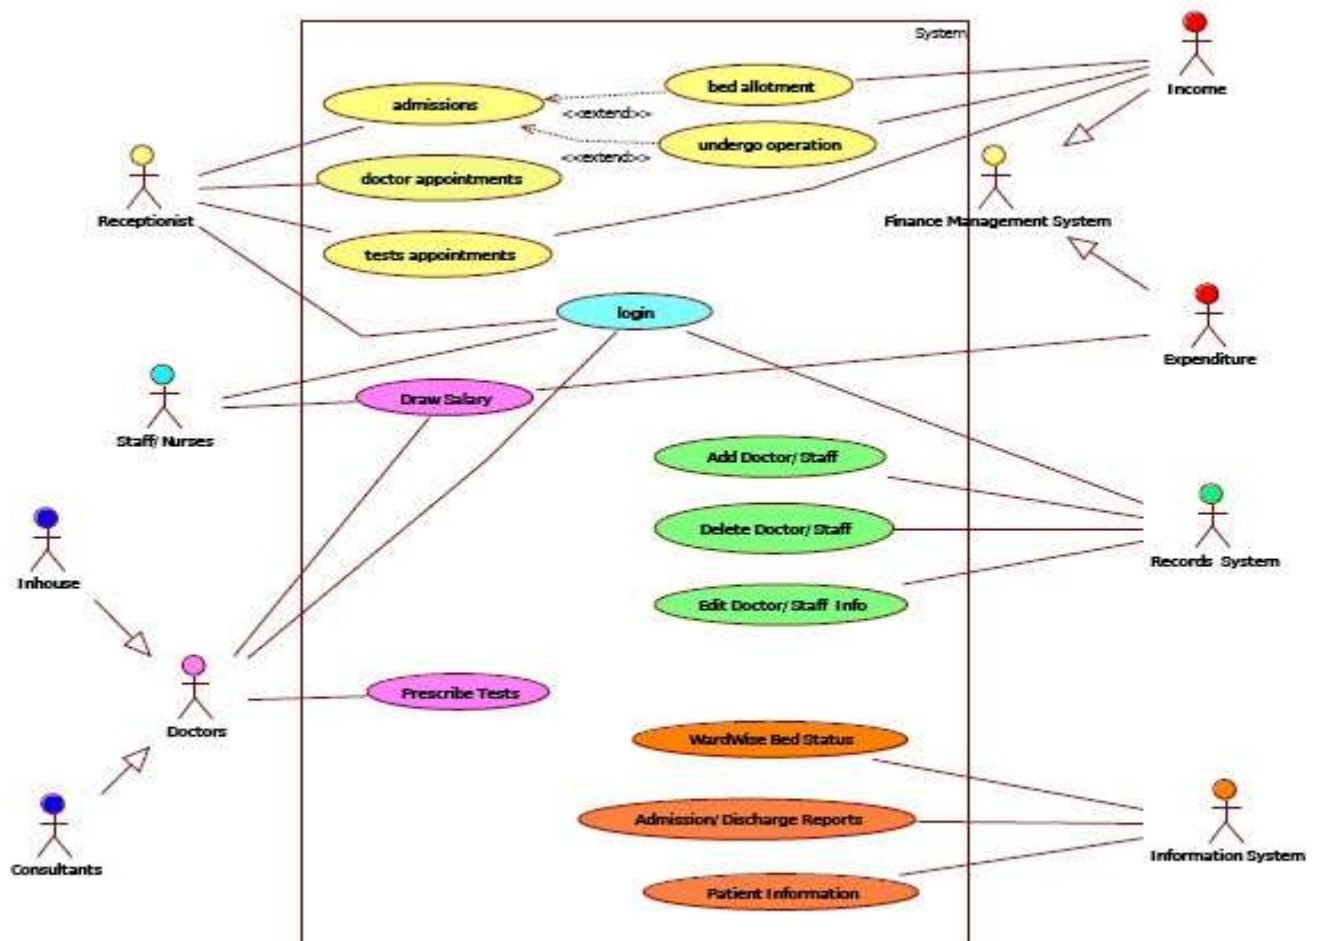 System
Income
bed allotment
admissions
<<extend>>
undergo operation
<<extend>>
doctor appointments
Receptionist
Finance Management System
tests appointments
login
Expenditure
Draw Salary
Staff/ Nurses
Add Doctor/ Staff
Delete Doctor/ Staff
Records System
Inhouse
Edit Doctor/ Staff Info
Prescribe Tests
Doctors
WardWise Bed Status
Admission/ Discharge Reports
Information System
Consultants
Patient Information